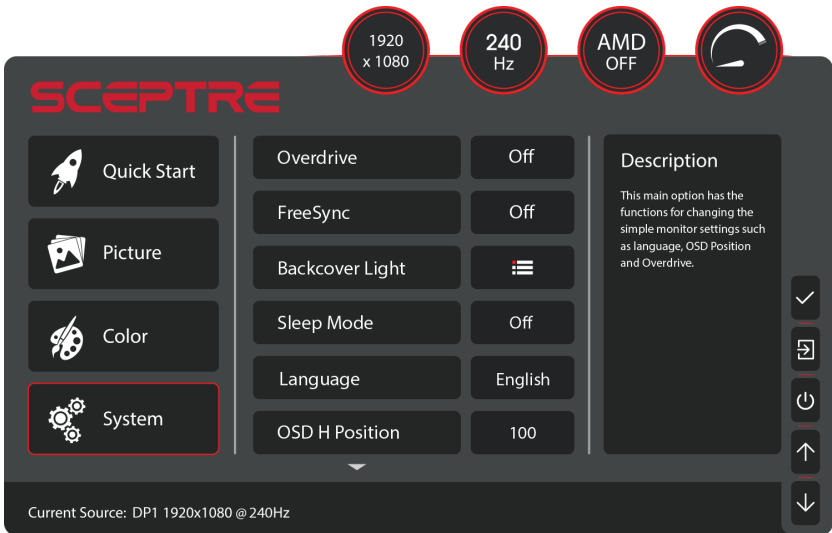 1920
x 1080
240
Hz
AMD
OFF
SCEPTRE
Quick Start
Picture
Color
System
Overdrive Off
FreeSync Off
Backcover Light
Sleep Mode Off
Language English
OSD H Position 100
Description
This main option has the
functions for changing the
simple monitor settings such
as language, OSD Position
and Overdrive.
Current Source: DP1 1920x1080 @ 240Hz